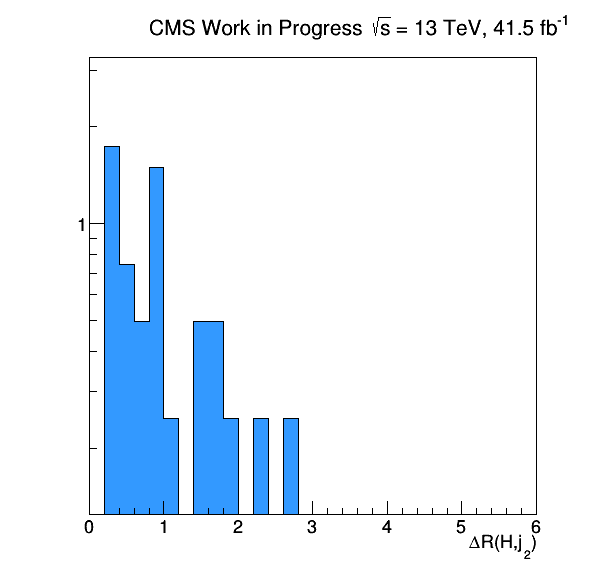 CMS Work in Progress √s = 13 TeV, 41.5 fb⁻¹
1
0 1 2 3 4 5 6
ΔR(H,j₂)